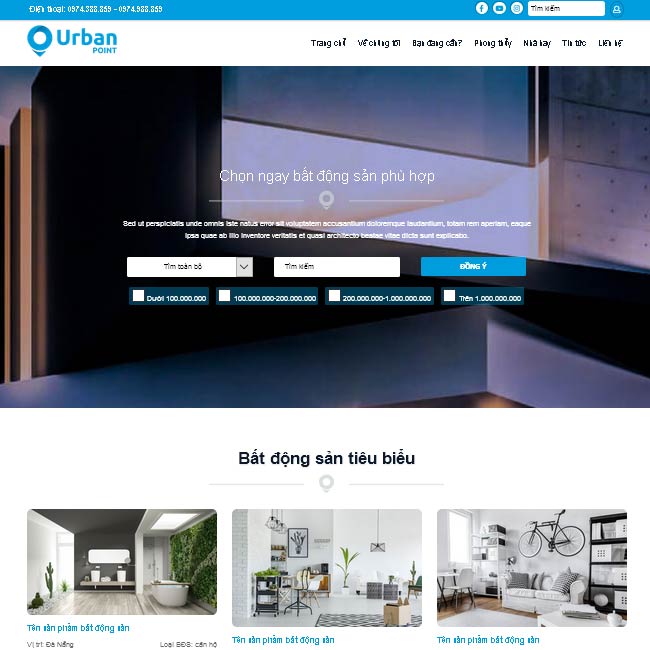 Điện thoại: 0974.388.859 - 0974.988.859
Tìm kiếm
Urban
POINT
Trang chủ Về chúng tôi Bạn đang cần? Phong thủy Nhà hay Tin tức Liên hệ
Chọn ngay bất động sản phù hợp
Sed ut perspiciatis unde omnis iste natus error sit voluptatem accusantium doloremque laudantium, totam rem aperiam, eaque
ipsa quae ab illo inventore veritatis et quasi architecto beatae vitae dicta sunt explicabo.
Tìm toàn bộ Tìm kiếm ĐỒNG Ý
Dưới 100.000.000 100.000.000-200.000.000 200.000.000-1.000.000.000 Trên 1.000.000.000
Bất động sản tiêu biểu
Tên sản phẩm bất động sản
Tên sản phẩm bất động sản
Tên sản phẩm bất động sản
Vị trí: Đà Nẵng Loại BĐS: căn hộ